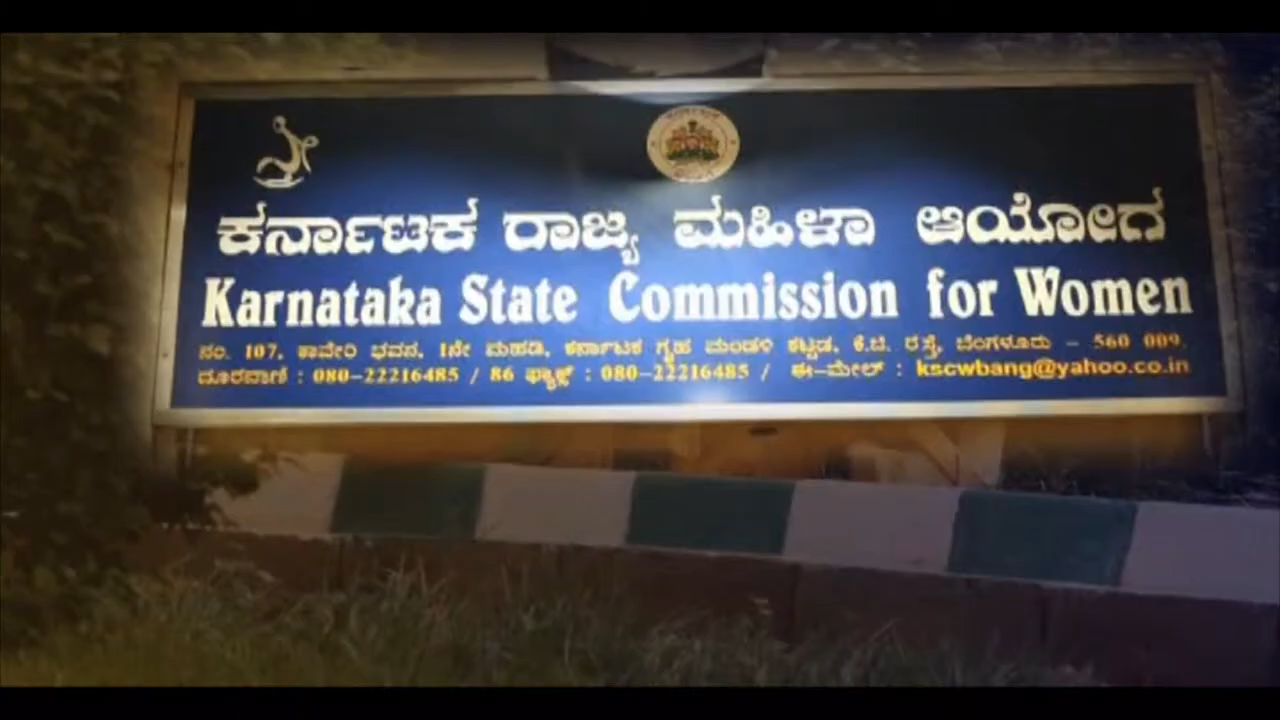 ಕರ್ನಾಟಕ ರಾಜ್ಯ ಮಹಿಳಾ ಆಯೋಗ
Karnataka State Commission for Women
ನಂ. 107, ಕಾವೇರಿ ಭವನ, 1ನೇ ಮಹಡಿ, ಕರ್ನಾಟಕ ಗೃಹ ಮಂಡಳಿ ಕಟ್ಟಡ, ಕೆ.ಜಿ. ರಸ್ತೆ, ಬೆಂಗಳೂರು – 560 009.
ದೂರವಾಣಿ : 080-22216485 / 86 ಫ್ಯಾಕ್ಸ್ : 080-22216485 / ಈ-ಮೇಲ್ : kscwbang@yahoo.co.in